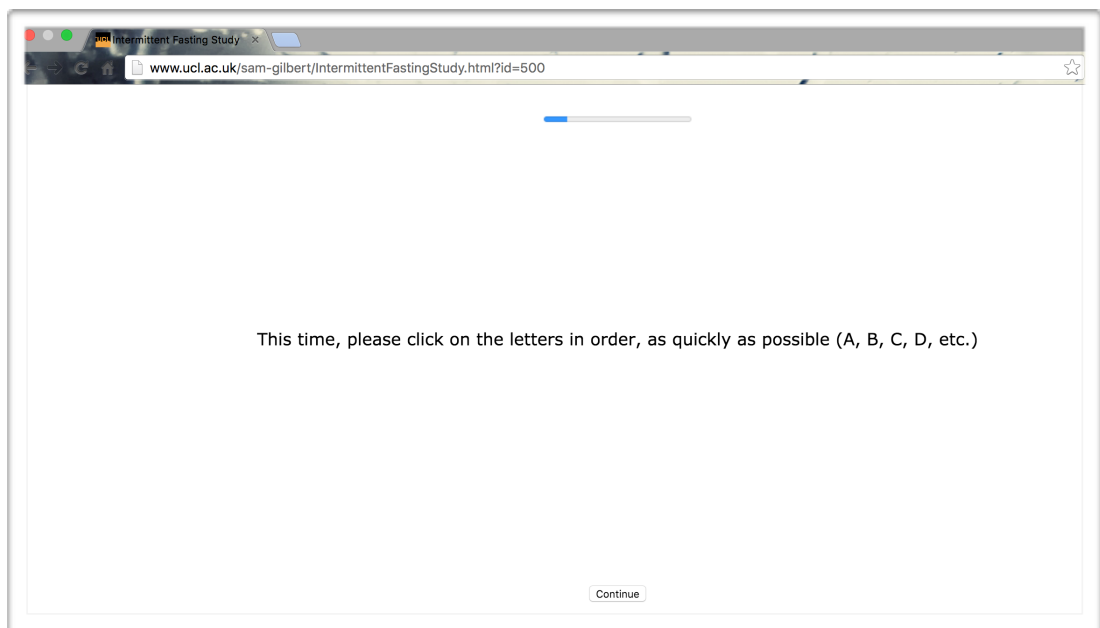 UCL Intermittent Fasting Study
www.ucl.ac.uk/sam-gilbert/IntermittentFastingStudy.html?id=500
This time, please click on the letters in order, as quickly as possible (A, B, C, D, etc.)
Continue